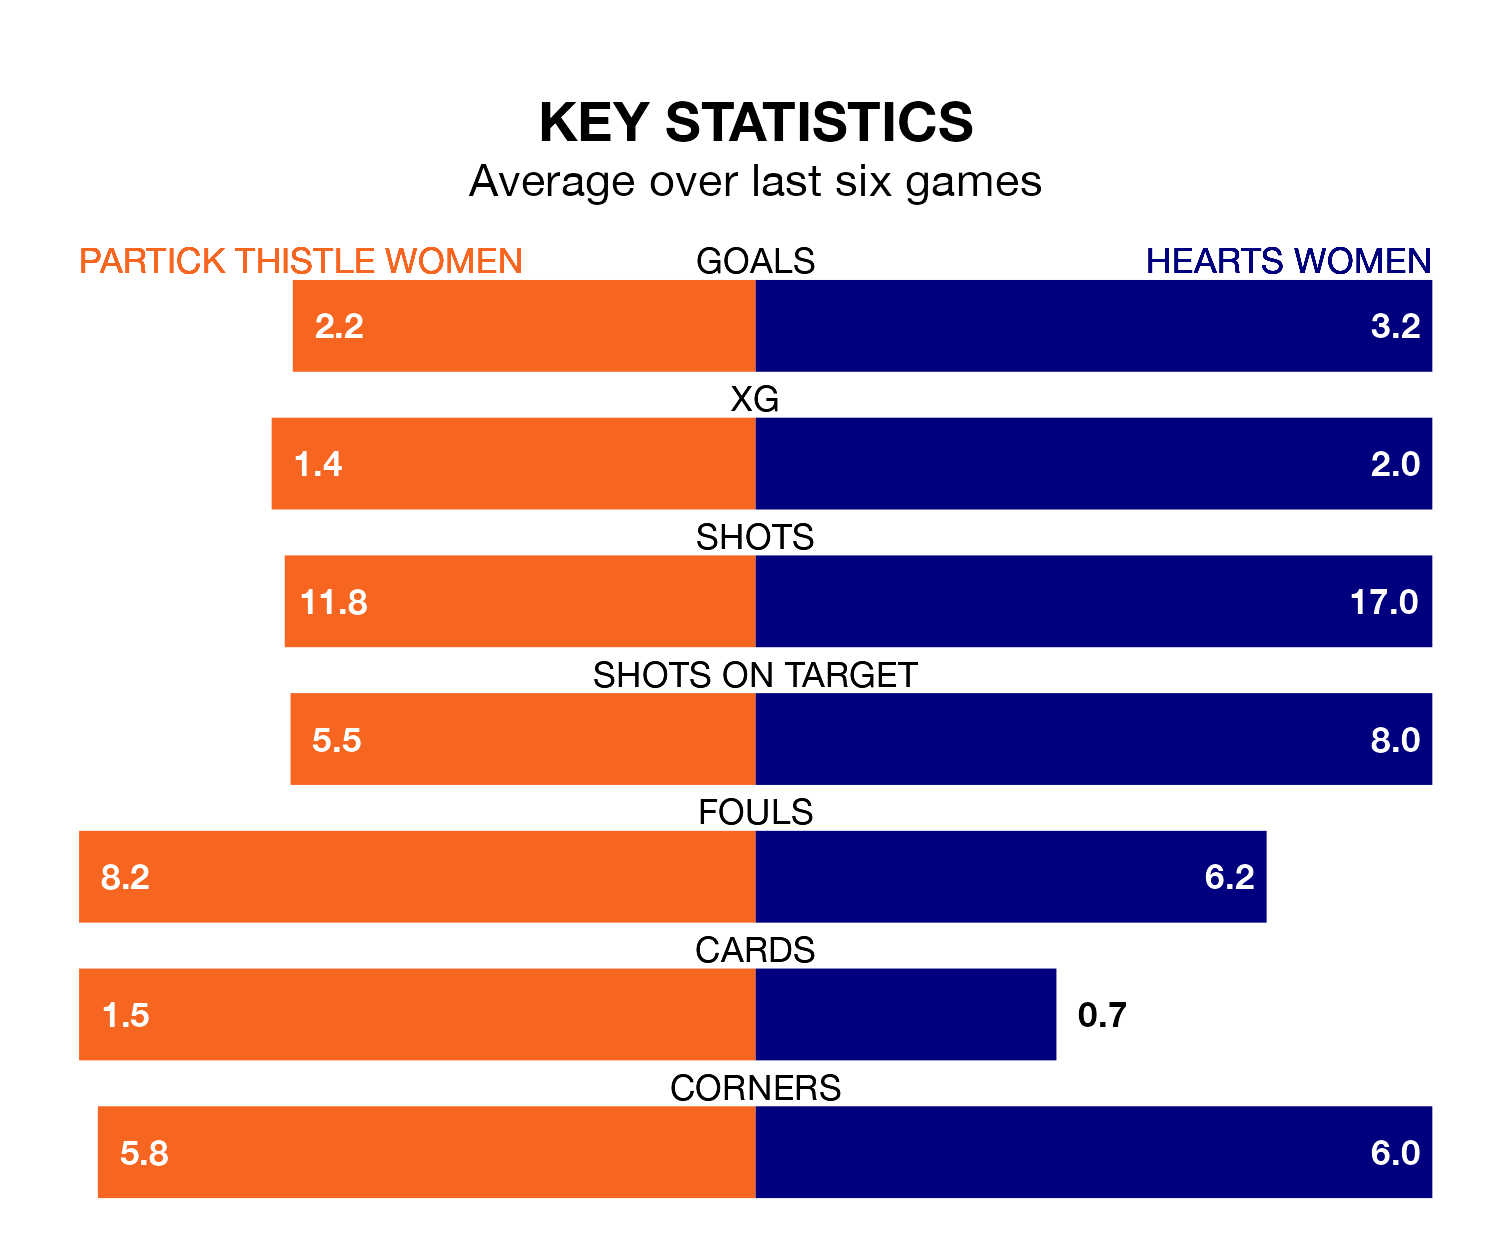 KEY STATISTICS
Average over last six games
PARTICK THISTLE WOMEN GOALS HEARTS WOMEN
2.2 3.2
XG
1.4 2.0
SHOTS
11.8 17.0
SHOTS ON TARGET
5.5 8.0
FOULS
8.2 6.2
CARDS
1.5 0.7
CORNERS
5.8 6.0